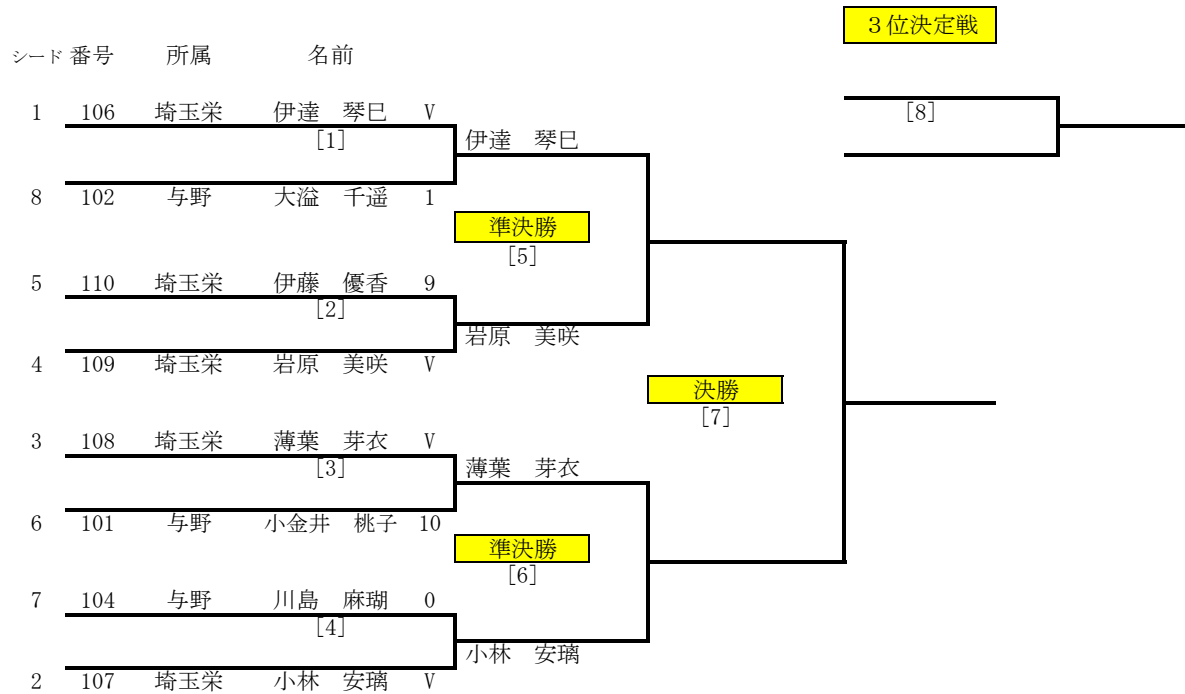 ３位決定戦
シード 番号 所属 名前
1 106 埼玉栄 伊達 琴巳 V
[8]
[1]
伊達 琴巳
8 102 与野 大溢 千遥 1
準決勝
[5]
5 110 埼玉栄 伊藤 優香 9
[2]
岩原 美咲
4 109 埼玉栄 岩原 美咲 V
決勝
[7]
3 108 埼玉栄 薄葉 芽衣 V
[3]
薄葉 芽衣
6 101 与野 小金井 桃子 10
準決勝
[6]
7 104 与野 川島 麻瑚 0
[4]
小林 安璃
2 107 埼玉栄 小林 安璃 V